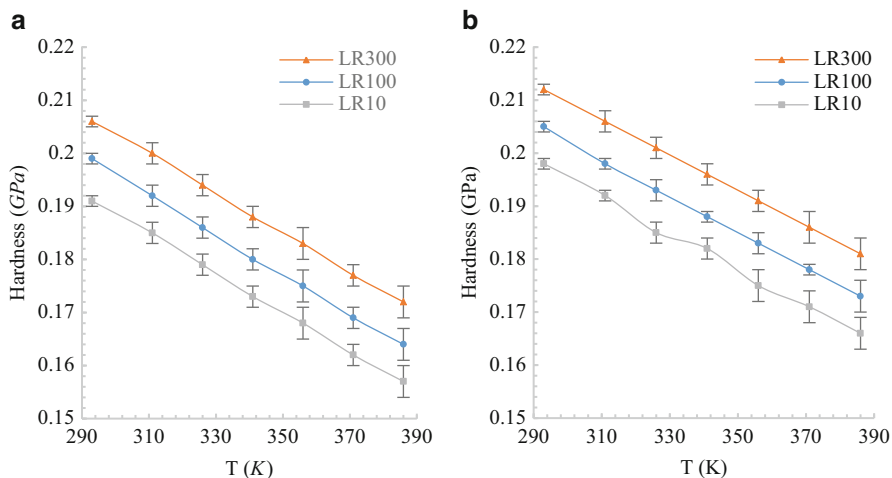 a
0.22
0.21
0.2
0.19
0.18
0.17
0.16
0.15
Hardness (GPa)
290 310 330 350 370 390
T (K)
LR300
LR100
LR10
b
0.22
0.21
0.2
0.19
0.18
0.17
0.16
0.15
Hardness (GPa)
290 310 330 350 370 390
T (K)
LR300
LR100
LR10